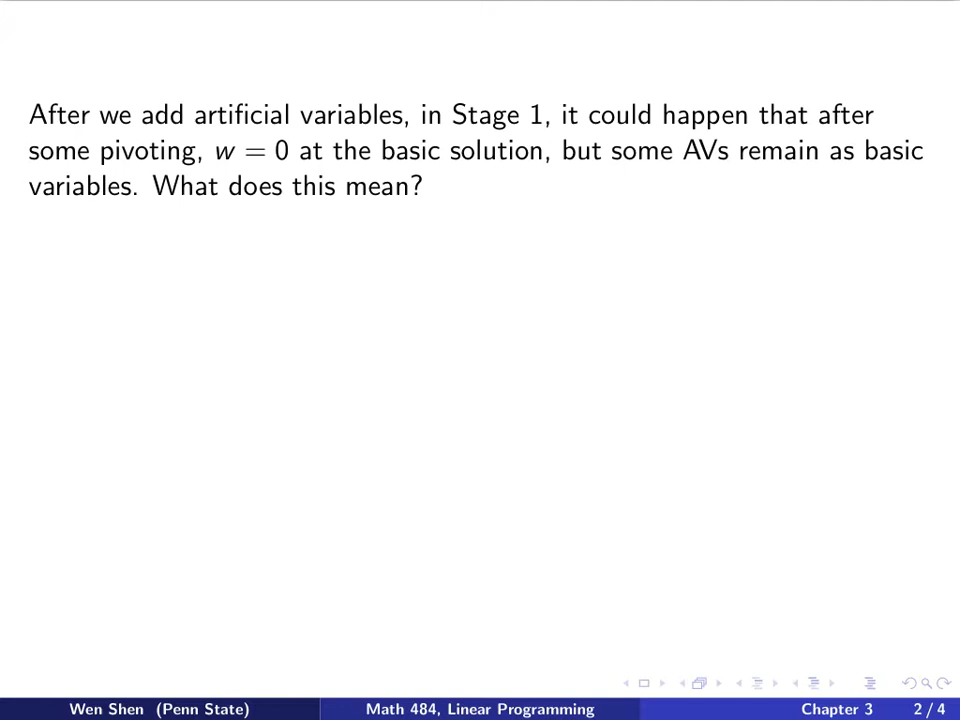 After we add artificial variables, in Stage 1, it could happen that after
some pivoting, w = 0 at the basic solution, but some AVs remain as basic
variables. What does this mean?
Wen Shen (Penn State) Math 484, Linear Programming Chapter 3 2 / 4